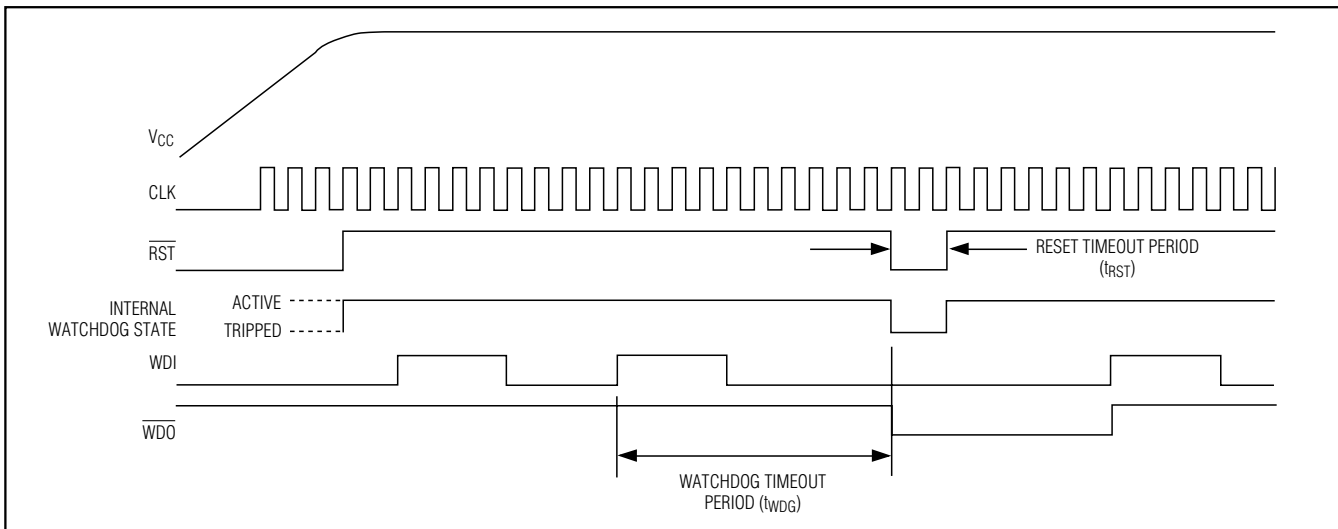 VCC
CLK
RST
RESET TIMEOUT PERIOD
(tRST)
INTERNAL
WATCHDOG STATE
ACTIVE
TRIPPED
WDI
WDO
WATCHDOG TIMEOUT
PERIOD (tWDG)